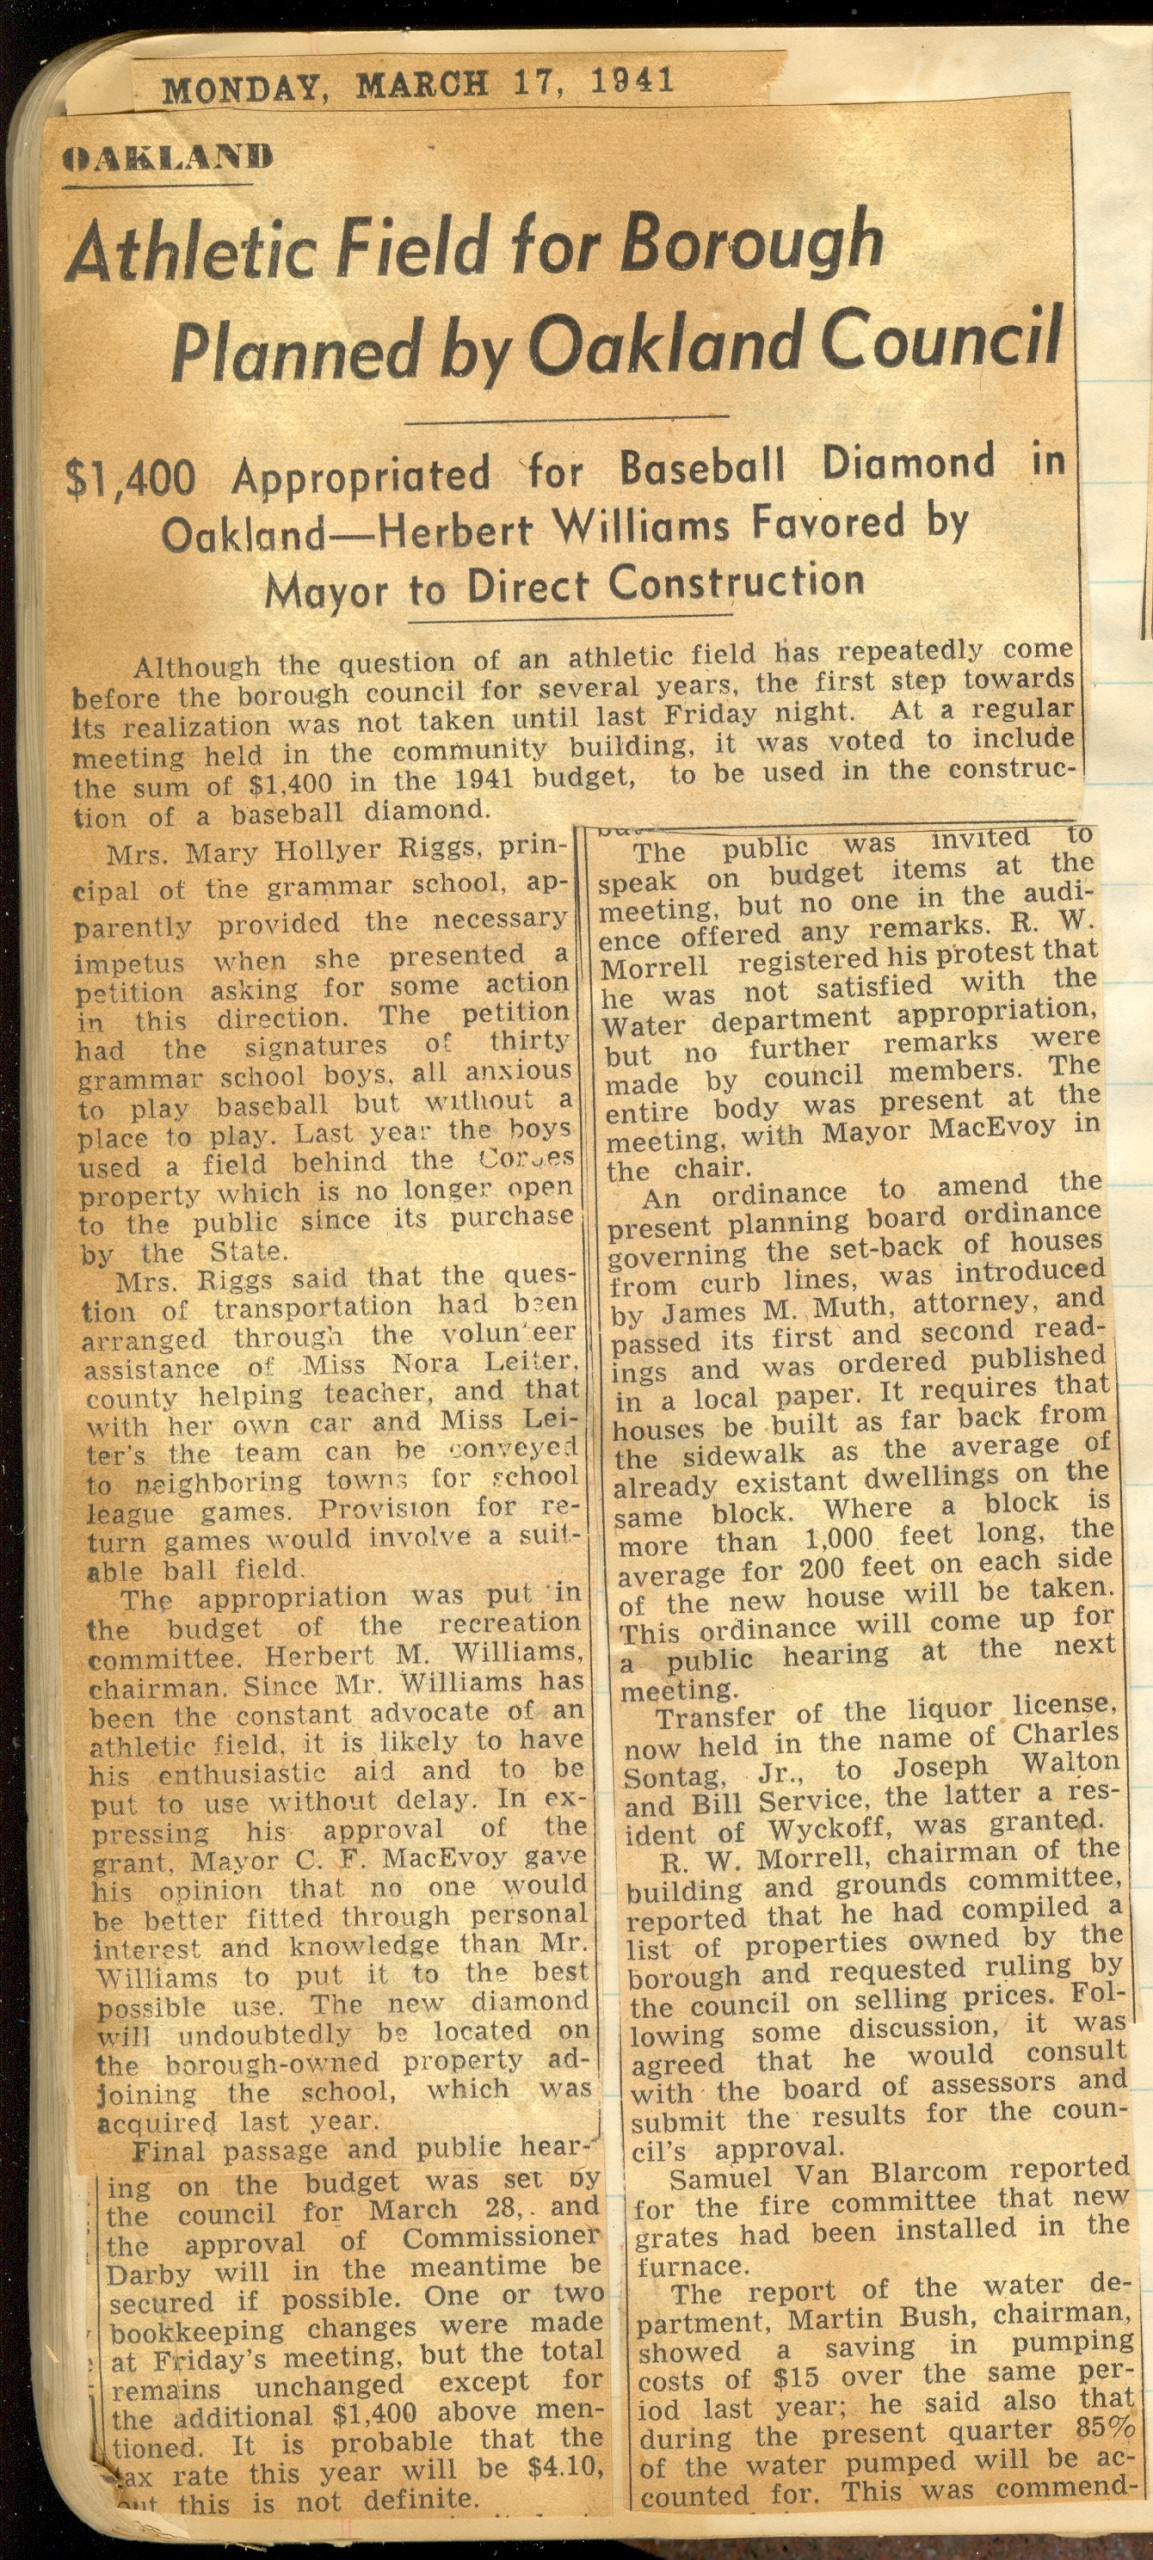 MONDAY, MARCH 17, 1941
OAKLAND
Athletic Field for Borough
Planned by Oakland Council
$1,400 Appropriated for Baseball Diamond in
Oakland—Herbert Williams Favored by
Mayor to Direct Construction
Although the question of an athletic field has repeatedly come
before the borough council for several years, the first step towards
its realization was not taken until last Friday night. At a regular
meeting held in the community building, it was voted to include
the sum of $1,400 in the 1941 budget, to be used in the construc-
tion of a baseball diamond.
Mrs. Mary Hollyer Riggs, prin-
cipal of the grammar school, ap-
parently provided the necessary
impetus when she presented a
petition asking for some action
in this direction. The petition
had the signatures of thirty
grammar school boys, all anxious
to play baseball but without a
place to play. Last year the boys
used a field behind the
property which is no longer open
to the public since its purchase
by the State.
Mrs. Riggs said that the ques-
tion of transportation had been
arranged through the volunteer
assistance of Miss Nora Leiter,
county helping teacher, and that
with her own car and Miss Lei-
ter's the team can be conveyed
to neighboring towns for school
league games. Provision for re-
turn games would involve a suit-
able ball field.
The appropriation was put in
the budget of the recreation
committee. Herbert M. Williams,
chairman. Since Mr. Williams has
been the constant advocate of an
athletic field, it is likely to have
his enthusiastic aid and to be
put to use without delay. In ex-
pressing his approval of the
grant, Mayor C. F. MacEvoy gave
his opinion that no one would
be better fitted through personal
interest and knowledge than Mr.
Williams to put it to the best
possible use. The new diamond
will undoubtedly be located on
the borough-owned property ad-
joining the school, which was
acquired last year.
Final passage and public hear-
ing on the budget was set by
the council for March 28, and
the approval of Commissioner
Darby will in the meantime be
secured if possible. One or two
bookkeeping changes were made
at Friday's meeting, but the total
remains unchanged except for
the additional $1,400 above men-
tioned. It is probable that the
tax rate this year will be $4.10,
but this is not definite.
The public was invited to
speak on budget items at the
meeting, but no one in the audi-
ence offered any remarks. R. W.
Morrell registered his protest that
he was not satisfied with the
Water department appropriation,
but no further remarks were
made by council members. The
entire body was present at the
meeting, with Mayor MacEvoy in
the chair.
An ordinance to amend the
present planning board ordinance
governing the set-back of houses
from curb lines, was introduced
by James M. Muth, attorney, and
passed its first and second read-
ings and was ordered published
in a local paper. It requires that
houses be built as far back from
the sidewalk as the average of
already existant dwellings on the
same block. Where a block is
more than 1,000 feet long, the
average for 200 feet on each side
of the new house will be taken.
This ordinance will come up for
a public hearing at the next
meeting.
Transfer of the liquor license,
now held in the name of Charles
Sontag, Jr., to Joseph Walton
and Bill Service, the latter a res-
ident of Wyckoff, was granted.
R. W. Morrell, chairman of the
building and grounds committee,
reported that he had compiled a
list of properties owned by the
borough and requested ruling by
the council on selling prices. Fol-
lowing some discussion, it was
agreed that he would consult
with the board of assessors and
submit the results for the coun-
cil's approval.
Samuel Van Blarcom reported
for the fire committee that new
grates had been installed in the
furnace.
The report of the water de-
partment, Martin Bush, chairman,
showed a saving in pumping
costs of $15 over the same per-
iod last year; he said also that
during the present quarter 85%
of the water pumped will be ac-
counted for. This was commend-